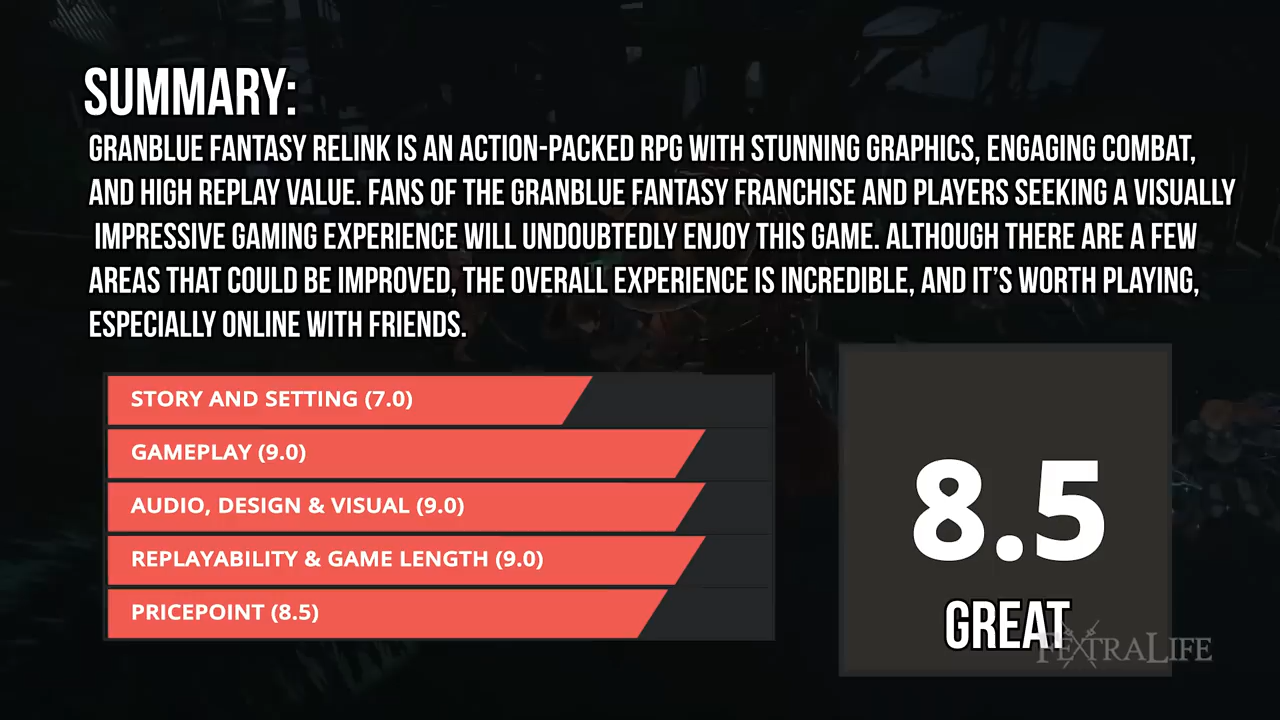 SUMMARY:
GRANBLUE FANTASY RELINK IS AN ACTION-PACKED RPG WITH STUNNING GRAPHICS, ENGAGING COMBAT,
AND HIGH REPLAY VALUE. FANS OF THE GRANBLUE FANTASY FRANCHISE AND PLAYERS SEEKING A VISUALLY
IMPRESSIVE GAMING EXPERIENCE WILL UNDOUBTEDLY ENJOY THIS GAME. ALTHOUGH THERE ARE A FEW
AREAS THAT COULD BE IMPROVED, THE OVERALL EXPERIENCE IS INCREDIBLE, AND IT'S WORTH PLAYING,
ESPECIALLY ONLINE WITH FRIENDS.
STORY AND SETTING (7.0)
GAMEPLAY (9.0)
AUDIO, DESIGN & VISUAL (9.0)
REPLAYABILITY & GAME LENGTH (9.0)
PRICEPOINT (8.5)
8.5
GREAT
FEXTRALIFE